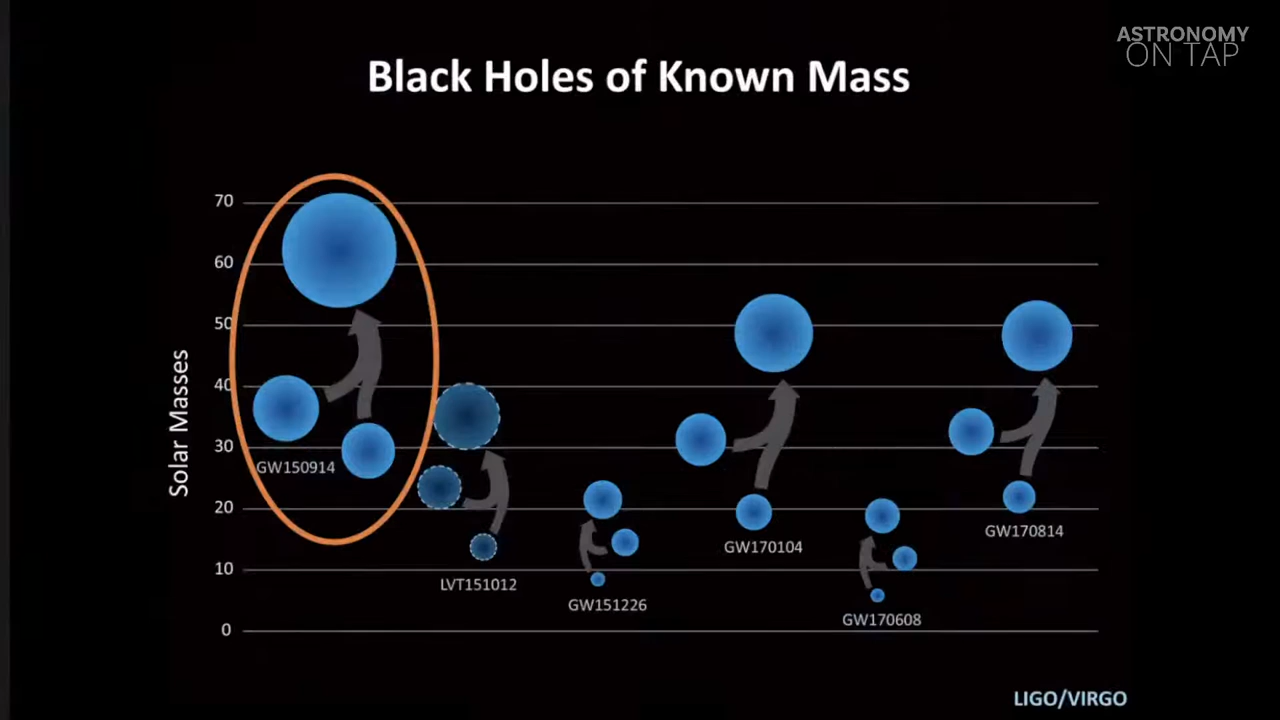 ASTRONOMY
ON TAP
Black Holes of Known Mass
70
60
50
40
30
20
10
0
Solar Masses
GW150914
LVT151012
GW151226
GW170104
GW170608
GW170814
LIGO/VIRGO